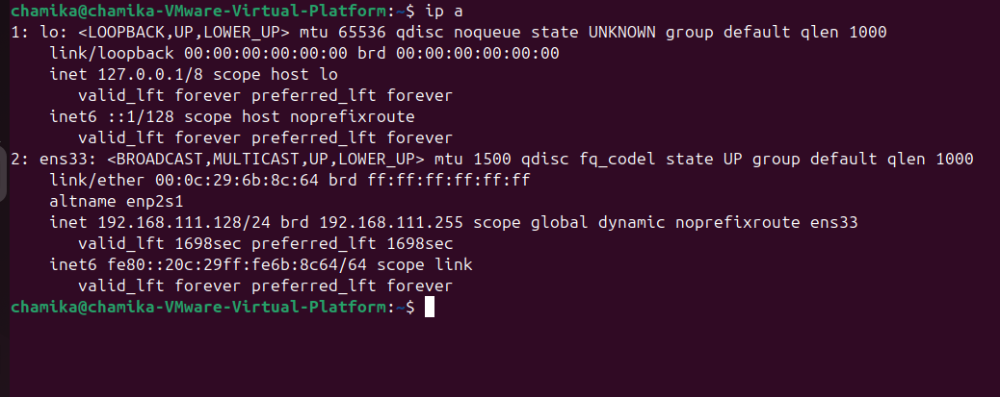 chamika@chamika-VMware-Virtual-Platform:~$ ip a
1: lo: <LOOPBACK,UP,LOWER_UP> mtu 65536 qdisc noqueue state UNKNOWN group default qlen 1000
    link/loopback 00:00:00:00:00:00 brd 00:00:00:00:00:00
    inet 127.0.0.1/8 scope host lo
       valid_lft forever preferred_lft forever
    inet6 ::1/128 scope host noprefixroute
       valid_lft forever preferred_lft forever
2: ens33: <BROADCAST,MULTICAST,UP,LOWER_UP> mtu 1500 qdisc fq_codel state UP group default qlen 1000
    link/ether 00:0c:29:6b:8c:64 brd ff:ff:ff:ff:ff:ff
    altname enp2s1
    inet 192.168.111.128/24 brd 192.168.111.255 scope global dynamic noprefixroute ens33
       valid_lft 1698sec preferred_lft 1698sec
    inet6 fe80::20c:29ff:fe6b:8c64/64 scope link
       valid_lft forever preferred_lft forever
chamika@chamika-VMware-Virtual-Platform:~$